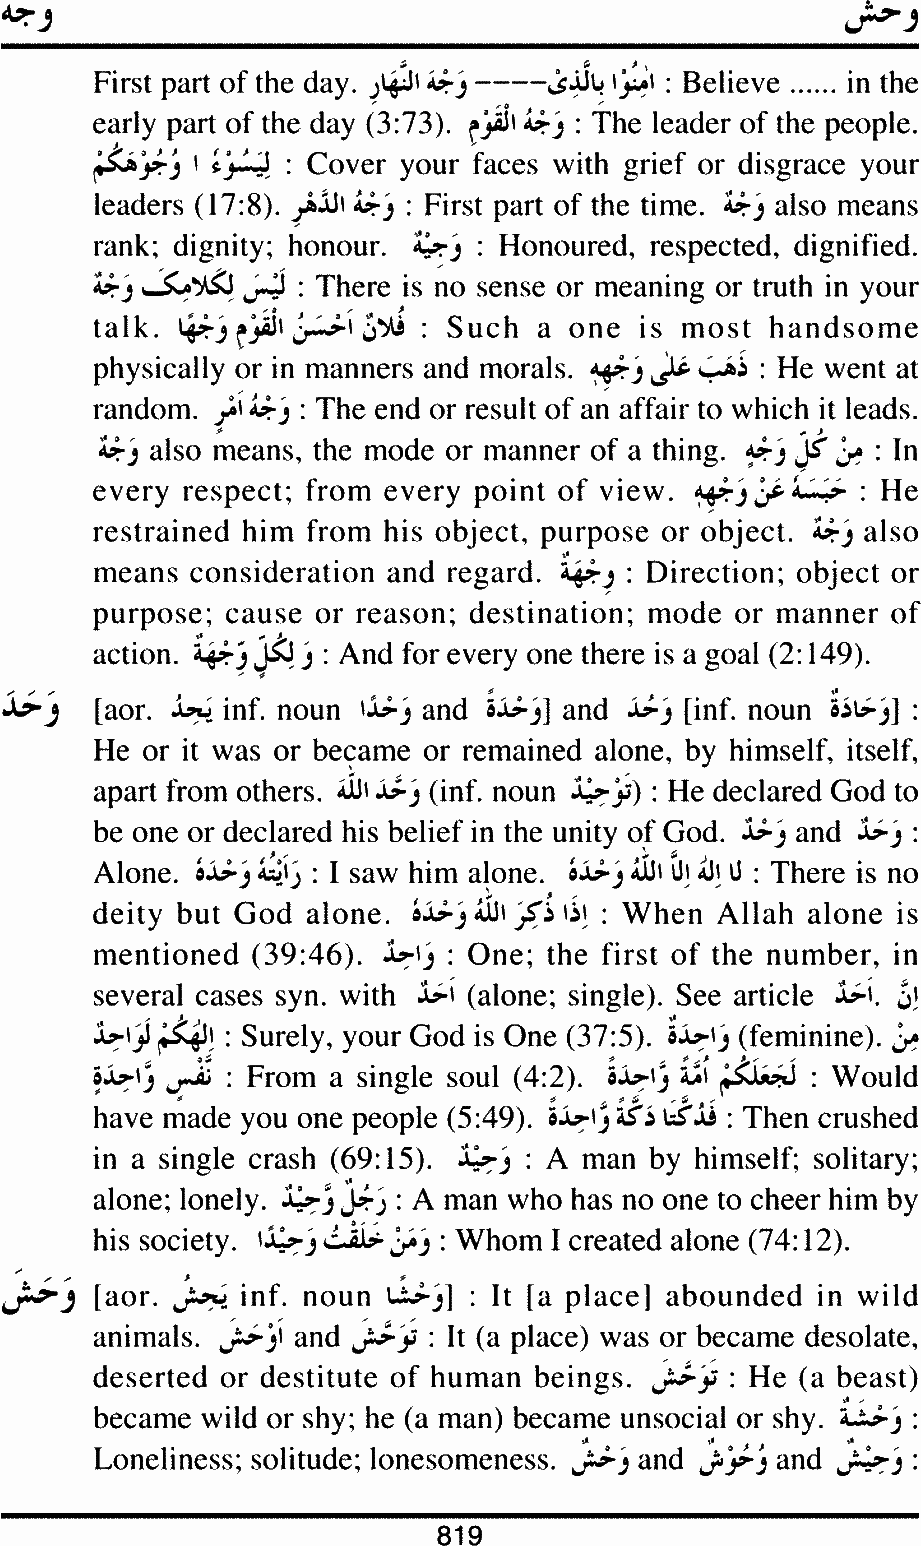 وجه وحش
First part of the day. اٰمِنُوْا بِالَّذِىْ----وَجْهَ النَّهَارِ : Believe ...... in the
early part of the day (3:73). وَجْهُ الْقَوْمِ : The leader of the people.
لِيَسُوْءٗ ا وُجُوْهَكُمْ : Cover your faces with grief or disgrace your
leaders (17:8). وَجْهُ الدَّهْرِ : First part of the time. وَجْهٌ also means
rank; dignity; honour. وَجِيْهٌ : Honoured, respected, dignified.
لَيْسَ لِكَلَامِكَ وَجْهٌ : There is no sense or meaning or truth in your
talk. فُلَانٌ اَحْسَنُ الْقَوْمِ وَجْهًا : Such a one is most handsome
physically or in manners and morals. ذَهَبَ عَلٰى وَجْهِهٖ : He went at
random. وَجْهُ اَمْرٍ : The end or result of an affair to which it leads.
وَجْهٌ also means, the mode or manner of a thing. مِنْ كُلِّ وَجْهٍ : In
every respect; from every point of view. حَبَسَهٗ عَنْ وَجْهِهٖ : He
restrained him from his object, purpose or object. وَجْهٌ also
means consideration and regard. وِجْهَةٌ : Direction; object or
purpose; cause or reason; destination; mode or manner of
action. وَ لِكُلٍّ وِّجْهَةٌ : And for every one there is a goal (2:149).
وَحَدَ [aor. يَحِدُ inf. noun وَحْدًا and وَحْدَةً] and وَحُدَ [inf. noun وَحَادَةً] :
He or it was or became or remained alone, by himself, itself,
apart from others. وَحَّدَ اللّٰهَ (inf. noun تَوْحِيْدٌ) : He declared God to
be one or declared his belief in the unity of God. وَحْدٌ and وَحَدٌ :
Alone. رَأَيْتُهٗ وَحْدَهٗ : I saw him alone. لَا اِلٰهَ اِلَّا اللّٰهُ وَحْدَهٗ : There is no
deity but God alone. اِذَا ذُكِرَ اللّٰهُ وَحْدَهٗ : When Allah alone is
mentioned (39:46). وَاحِدٌ : One; the first of the number, in
several cases syn. with اَحَدٌ (alone; single). See article اَحَدٌ. اِنَّ
اِلٰهَكُمْ لَوَاحِدٌ : Surely, your God is One (37:5). وَاحِدَةٌ (feminine). مِنْ
نَّفْسٍ وَّاحِدَةٍ : From a single soul (4:2). لَجَعَلَكُمْ اُمَّةً وَّاحِدَةً : Would
have made you one people (5:49). فَدُكَّتَا دَكَّةً وَّاحِدَةً : Then crushed
in a single crash (69:15). وَحِيْدٌ : A man by himself; solitary;
alone; lonely. رَجُلٌ وَّحِيْدٌ : A man who has no one to cheer him by
his society. وَمَنْ خَلَقْتُ وَحِيْدًا : Whom I created alone (74:12).
وَحَشَ [aor. يَحِشُ inf. noun وَحْشًا] : It [a place] abounded in wild
animals. اَوْحَشَ and تَوَحَّشَ : It (a place) was or became desolate,
deserted or destitute of human beings. تَوَحَّشَ : He (a beast)
became wild or shy; he (a man) became unsocial or shy. وَحْشَةٌ :
Loneliness; solitude; lonesomeness. وَحْشٌ and وُحُوْشٌ and وَحِيْشٌ :
819